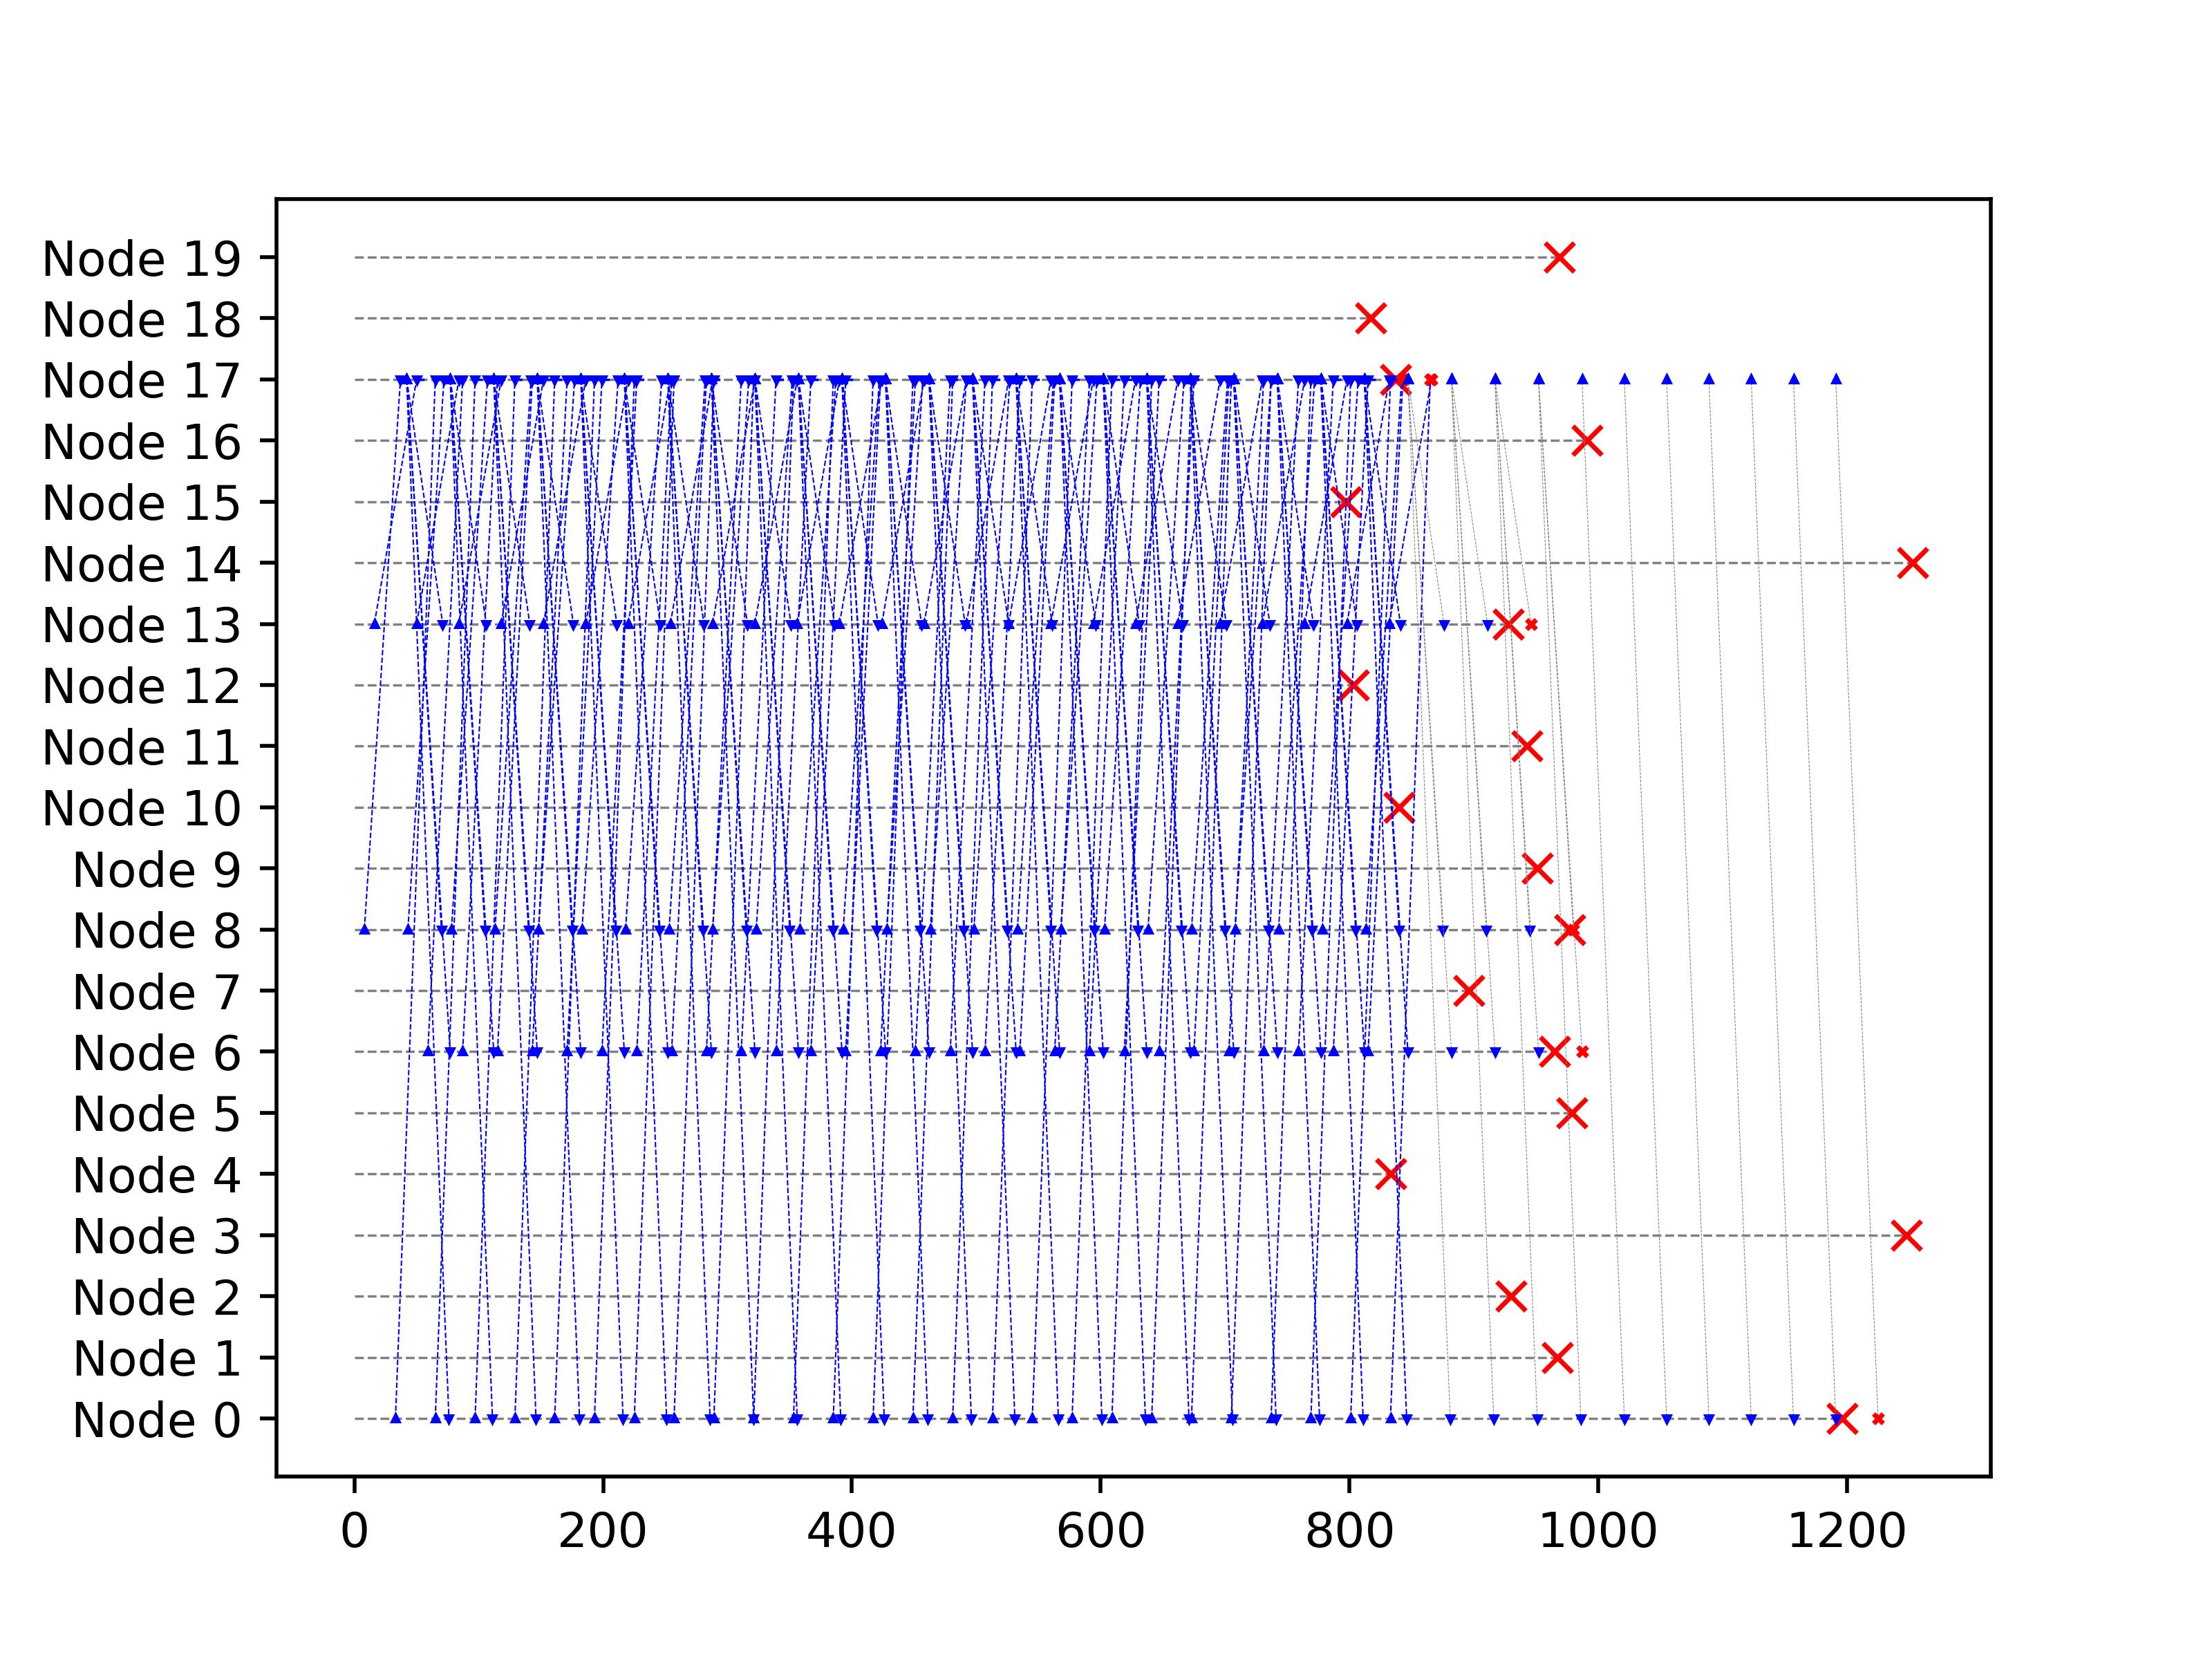 Node 19
Node 18
Node 17
Node 16
Node 15
Node 14
Node 13
Node 12
Node 11
Node 10
Node 9
Node 8
Node 7
Node 6
Node 5
Node 4
Node 3
Node 2
Node 1
Node 0
0 200 400 600 800 1000 1200